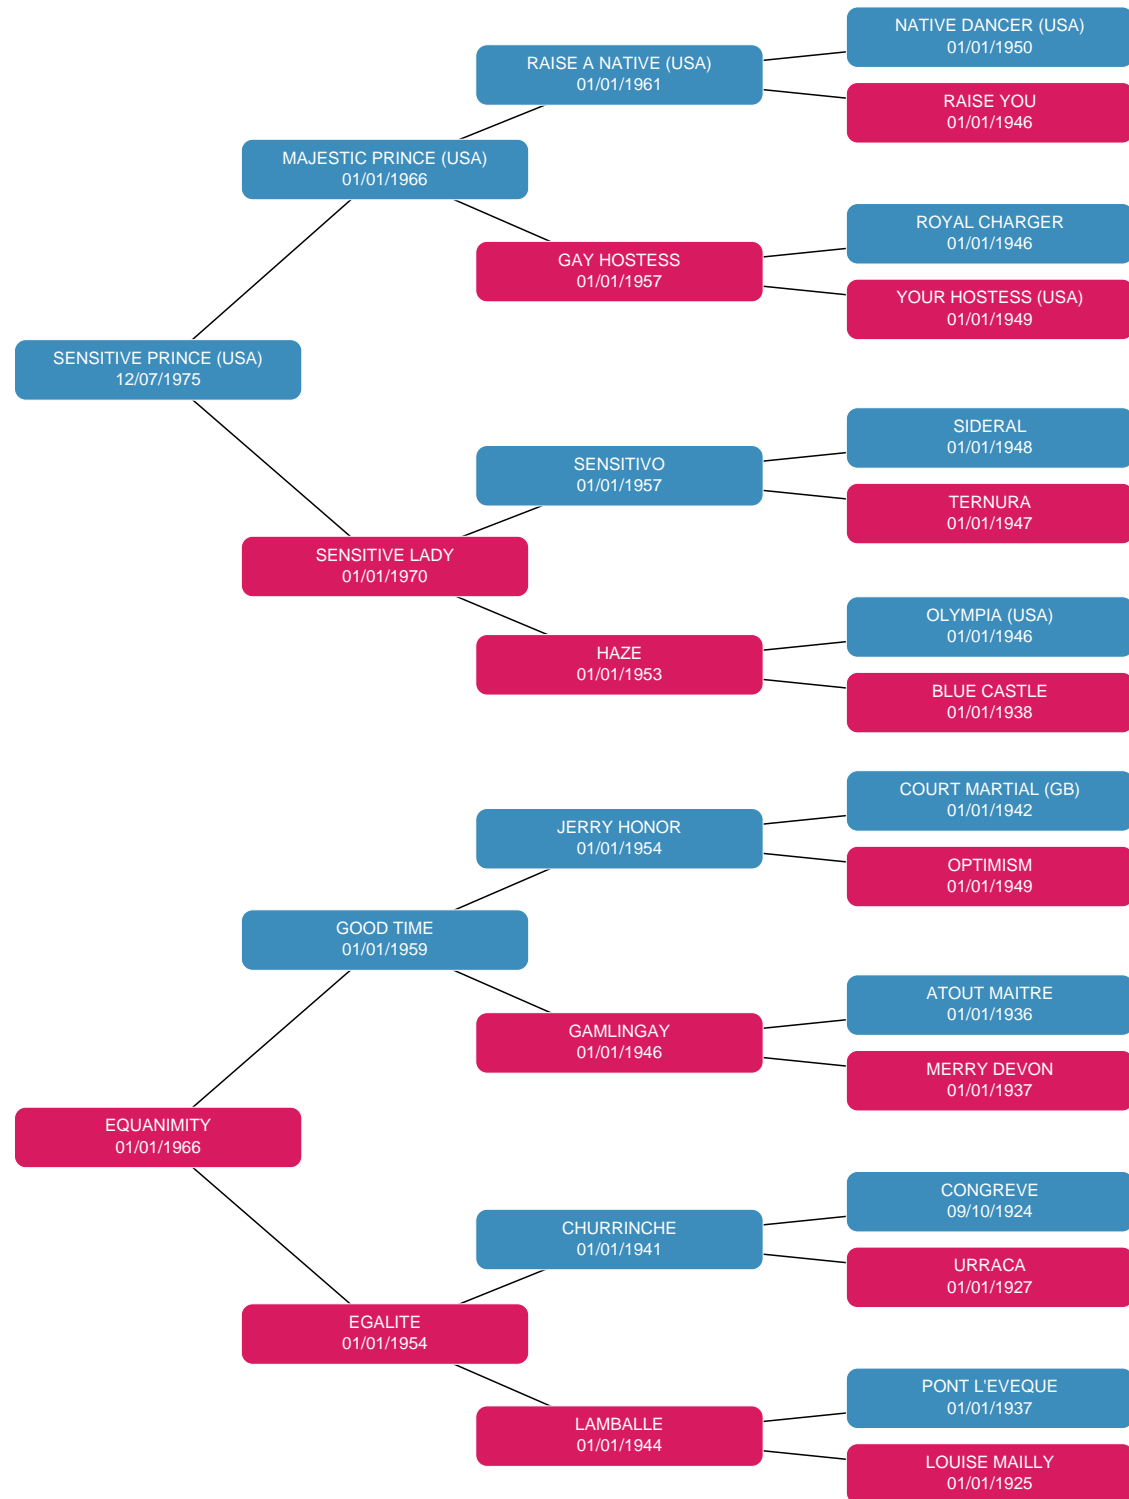 NATIVE DANCER (USA)
01/01/1950
RAISE A NATIVE (USA)
01/01/1961
RAISE YOU
01/01/1946
MAJESTIC PRINCE (USA)
01/01/1966
ROYAL CHARGER
01/01/1946
GAY HOSTESS
01/01/1957
YOUR HOSTESS (USA)
01/01/1949
SENSITIVE PRINCE (USA)
12/07/1975
SIDERAL
01/01/1948
SENSITIVO
01/01/1957
TERNURA
01/01/1947
SENSITIVE LADY
01/01/1970
OLYMPIA (USA)
01/01/1946
HAZE
01/01/1953
BLUE CASTLE
01/01/1938
COURT MARTIAL (GB)
01/01/1942
JERRY HONOR
01/01/1954
OPTIMISM
01/01/1949
GOOD TIME
01/01/1959
ATOUT MAITRE
01/01/1936
GAMLINGAY
01/01/1946
MERRY DEVON
01/01/1937
EQUANIMITY
01/01/1966
CONGREVE
09/10/1924
CHURRINCHE
01/01/1941
URRACA
01/01/1927
EGALITE
01/01/1954
PONT L'EVEQUE
01/01/1937
LAMBALLE
01/01/1944
LOUISE MAILLY
01/01/1925